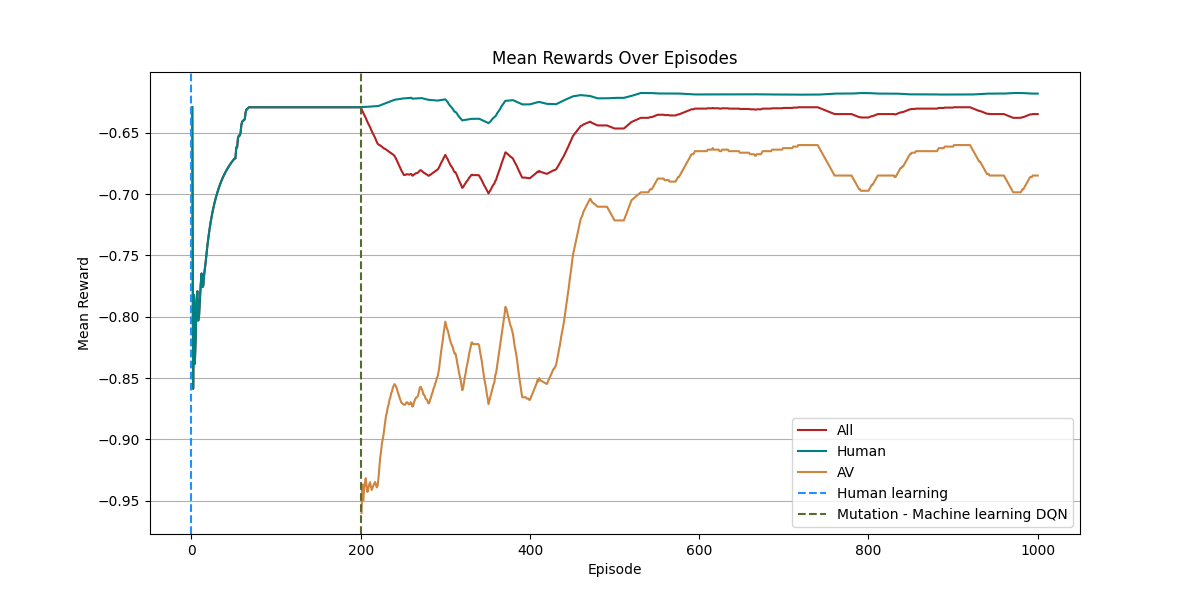 Mean Rewards Over Episodes
Mean Reward
−0.65
−0.70
−0.75
−0.80
−0.85
−0.90
−0.95
All
Human
AV
Human learning
Mutation - Machine learning DQN
0
200
400
600
800
1000
Episode